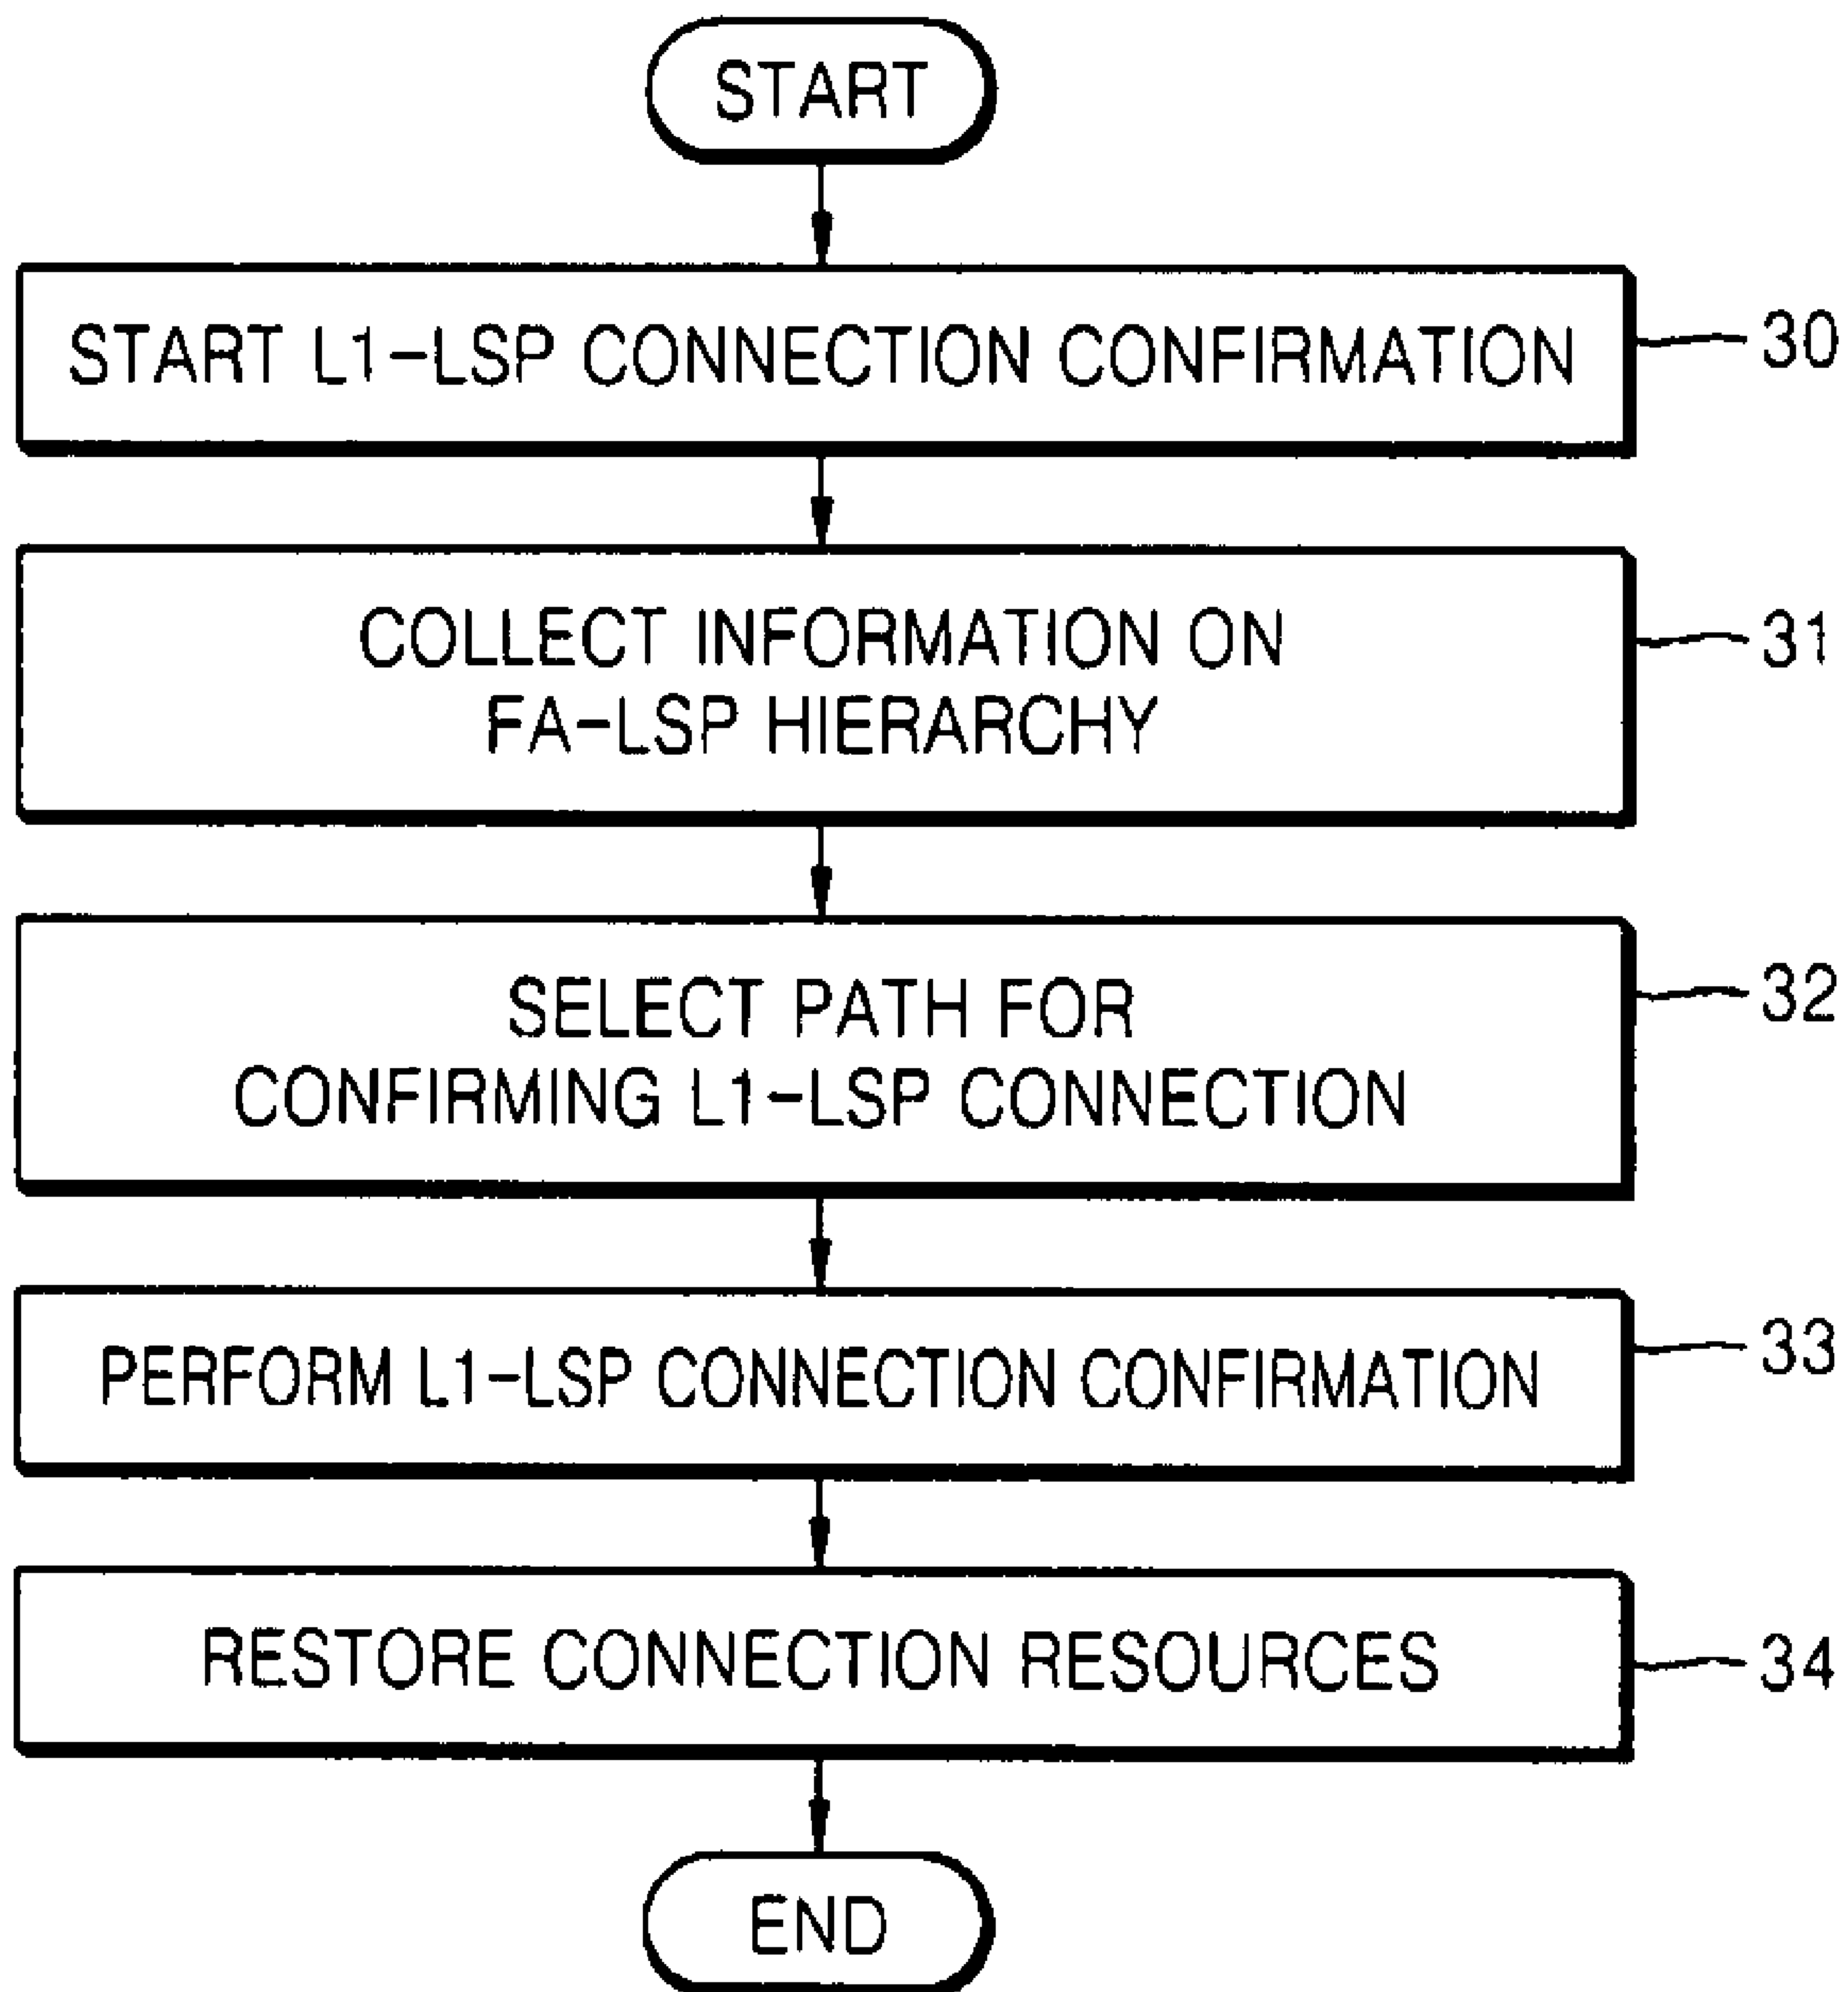 START
START L1-LSP CONNECTION CONFIRMATION
30
COLLECT INFORMATION ON
FA-LSP HIERARCHY
31
SELECT PATH FOR
CONFIRMING L1-LSP CONNECTION
32
PERFORM L1-LSP CONNECTION CONFIRMATION
33
RESTORE CONNECTION RESOURCES
34
END